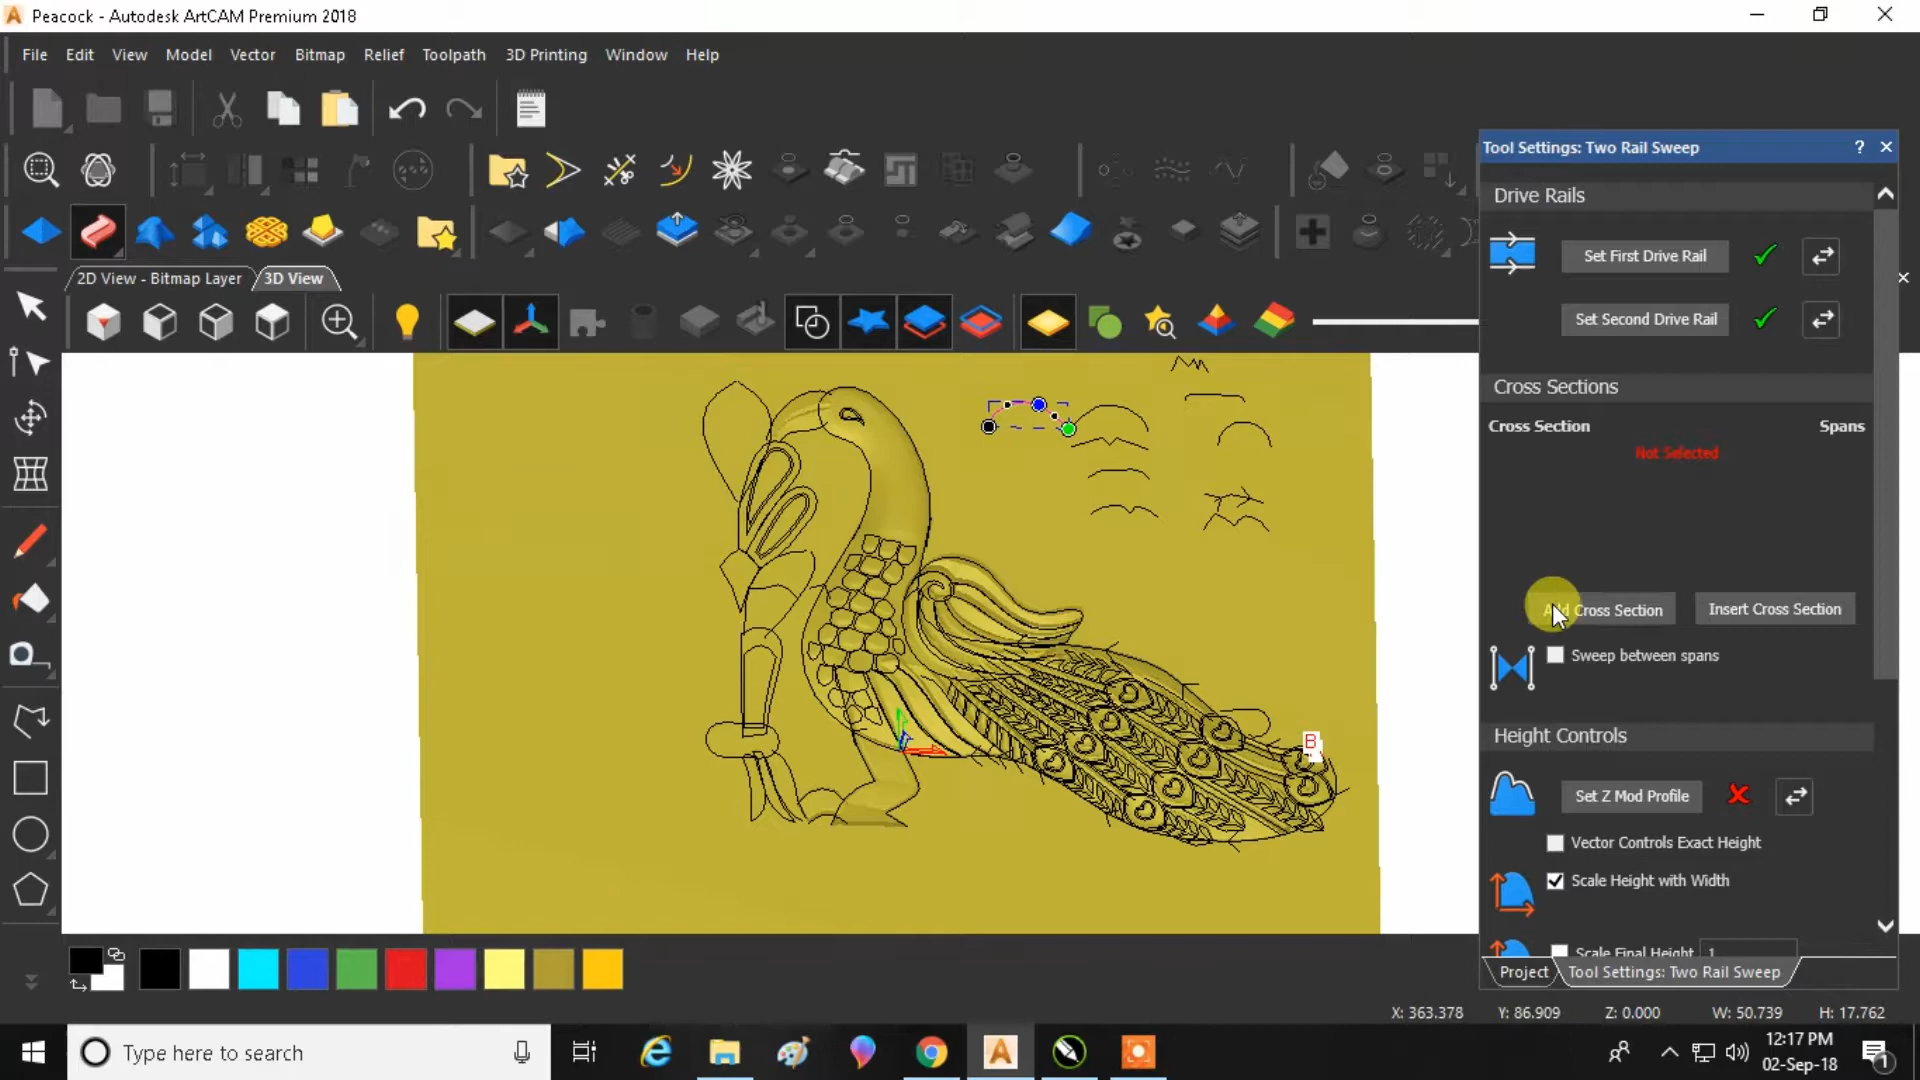 Peacock - Autodesk ArtCAM Premium 2018
File Edit View Model Vector Bitmap Relief Toolpath 3D Printing Window Help
Tool Settings: Two Rail Sweep ?
Drive Rails
2D View - Bitmap Layer 3D View
Set First Drive Rail
Set Second Drive Rail
Cross Sections
Cross Section Spans
Not Selected
Add Cross Section Insert Cross Section
Sweep between spans
B
Height Controls
Set Z Mod Profile
Vector Controls Exact Height
Scale Height with Width
Scale Final Height 1
Project Tool Settings: Two Rail Sweep
X: 363.378 Y: 86.909 Z: 0.000 W: 50.739 H: 17.762
Type here to search
12:17 PM
02-Sep-18
1